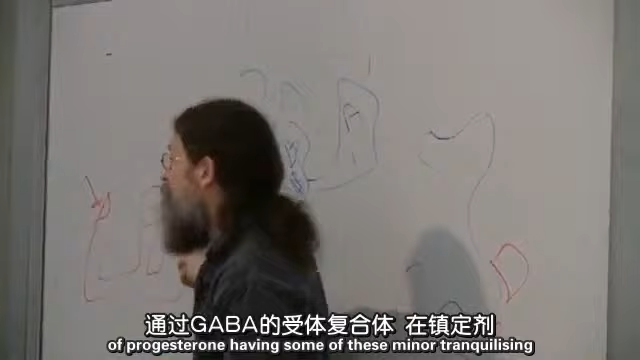 A
D
通过GABA的受体复合体 在镇定剂
of progesterone having some of these minor tranquilising